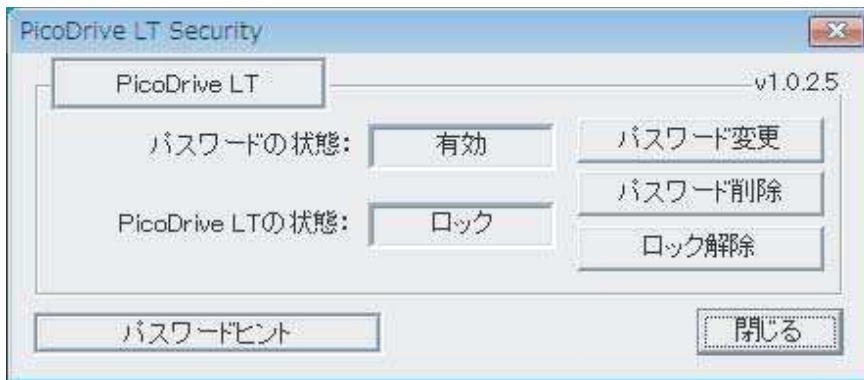 PicoDrive LT Security
PicoDrive LT
v1.0.2.5
パスワードの状態:
有効
パスワード変更
パスワード削除
PicoDrive LTの状態:
ロック
ロック解除
パスワードヒント
閉じる